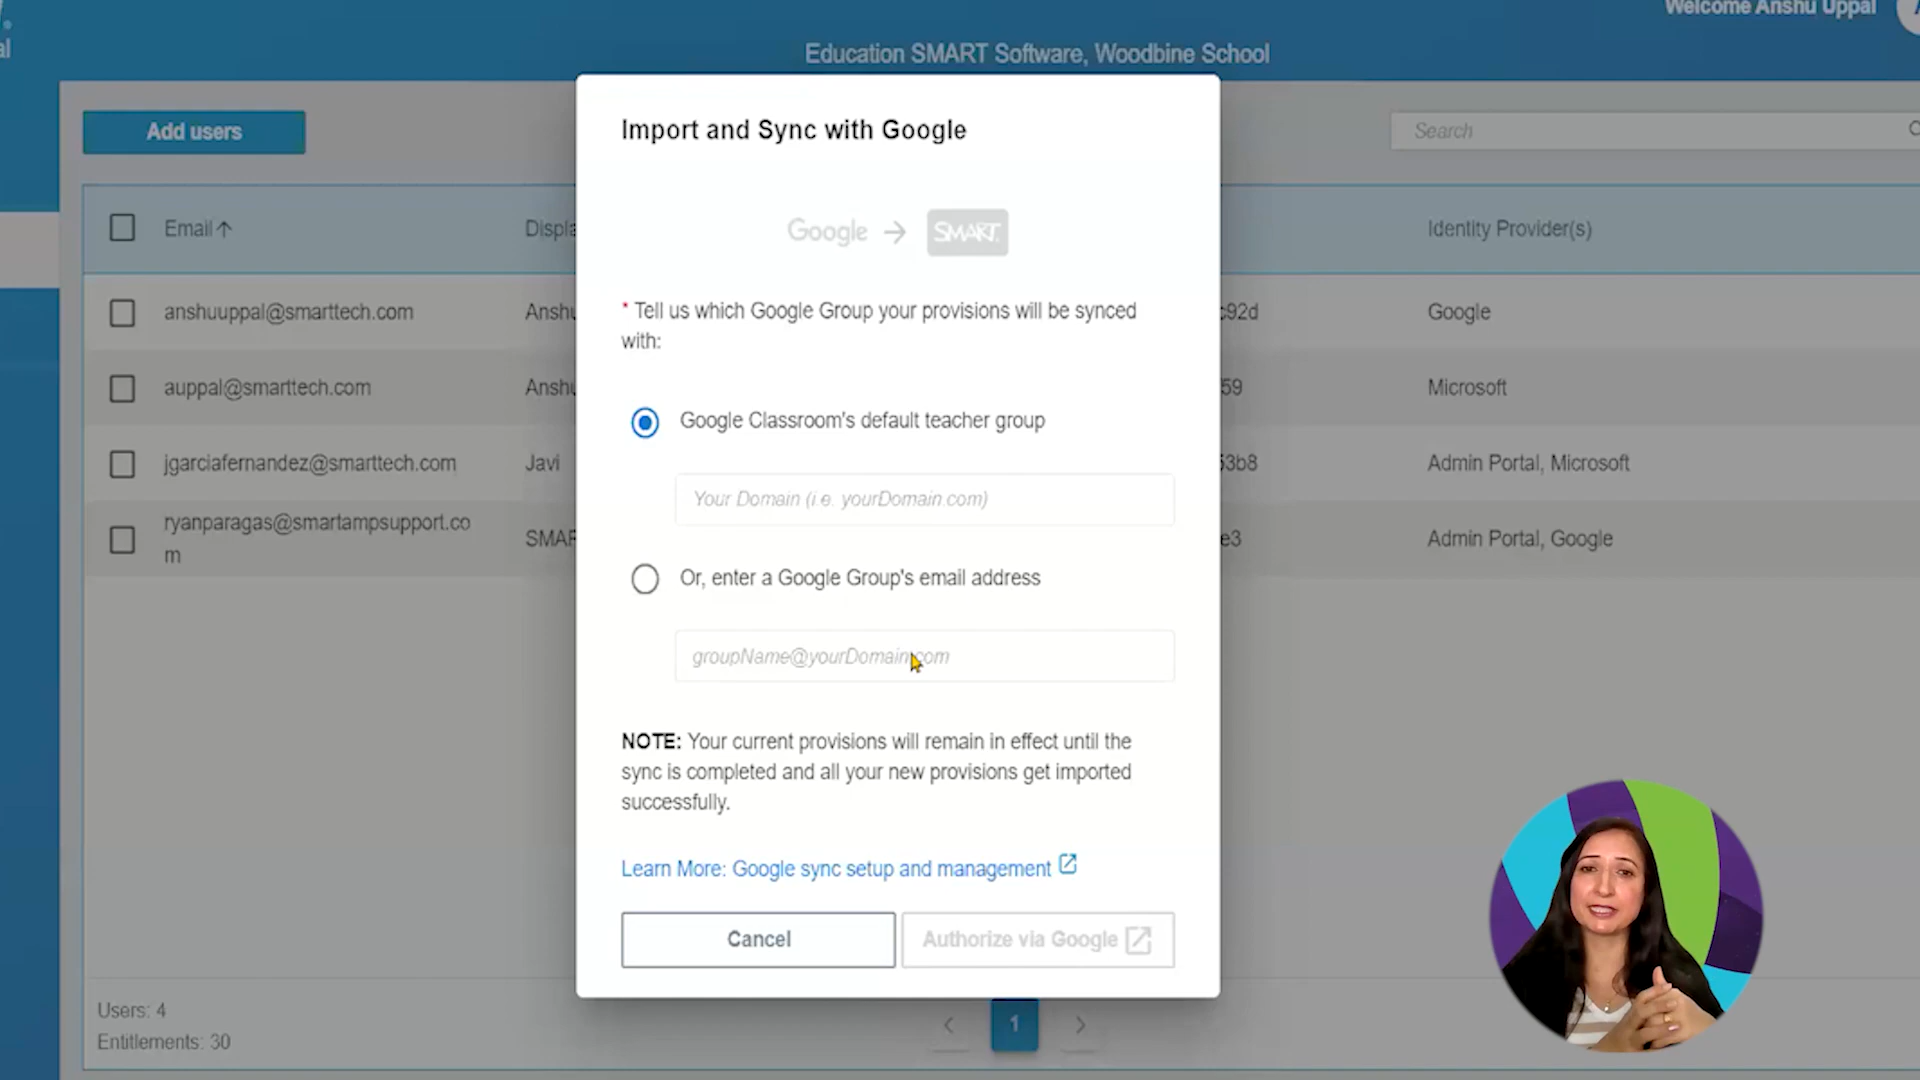 Welcome Anshu Uppal
Education SMART Software, Woodbine School
Add users
Search
Email
Identity Provider(s)
anshuuppal@smarttech.com
Google
auppal@smarttech.com
Microsoft
jgarciafernandez@smarttech.com
Javi
Admin Portal, Microsoft
ryanparagas@smartampsupport.co
m
Admin Portal, Google
Users: 4
Entitlements: 30
1
Import and Sync with Google
Google → SMART
* Tell us which Google Group your provisions will be synced
with:
Google Classroom's default teacher group
Your Domain (i.e. yourDomain.com)
Or, enter a Google Group's email address
groupName@yourDomain.com
NOTE: Your current provisions will remain in effect until the
sync is completed and all your new provisions get imported
successfully.
Learn More: Google sync setup and management
Cancel
Authorize via Google